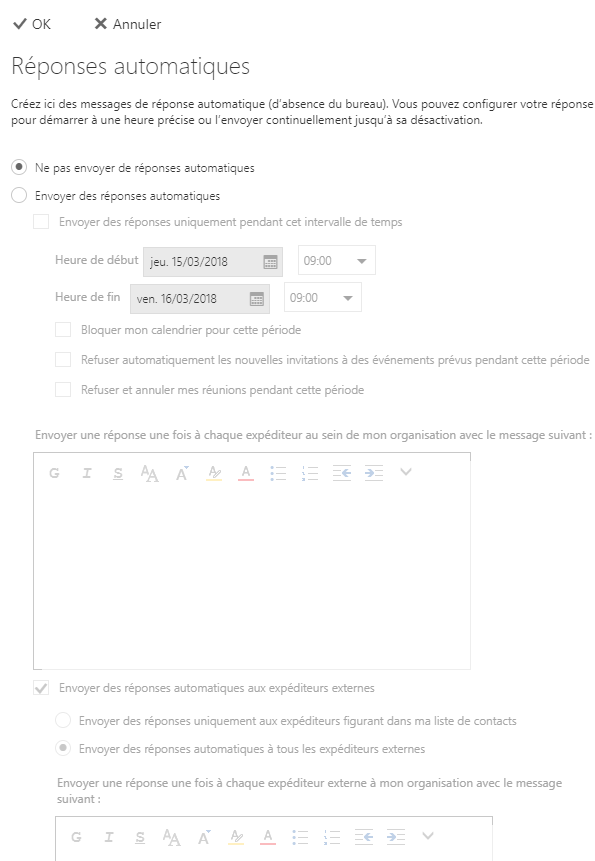 OK Annuler
Réponses automatiques
Créez ici des messages de réponse automatique (d’absence du bureau). Vous pouvez configurer votre réponse
pour démarrer à une heure précise ou l’envoyer continuellement jusqu’à sa désactivation.
Ne pas envoyer de réponses automatiques
Envoyer des réponses automatiques
Envoyer des réponses uniquement pendant cet intervalle de temps
Heure de début jeu. 15/03/2018 09:00
Heure de fin ven. 16/03/2018 09:00
Bloquer mon calendrier pour cette période
Refuser automatiquement les nouvelles invitations à des événements prévus pendant cette période
Refuser et annuler mes réunions pendant cette période
Envoyer une réponse une fois à chaque expéditeur au sein de mon organisation avec le message suivant :
G I S AA A A A
Envoyer des réponses automatiques aux expéditeurs externes
Envoyer des réponses uniquement aux expéditeurs figurant dans ma liste de contacts
Envoyer des réponses automatiques à tous les expéditeurs externes
Envoyer une réponse une fois à chaque expéditeur externe à mon organisation avec le message
suivant :
G I S AA A A A